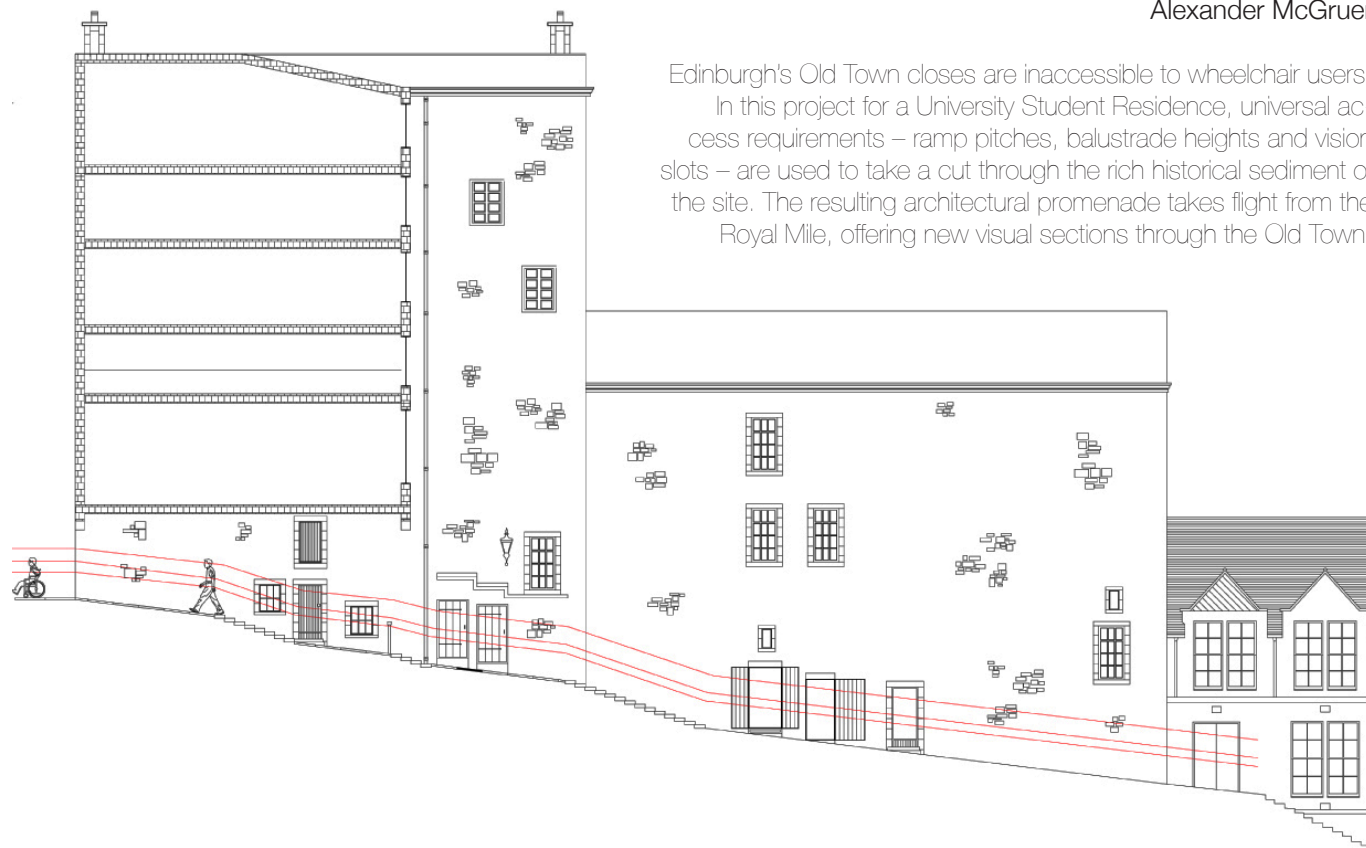 Alexander McGruer
Edinburgh's Old Town closes are inaccessible to wheelchair users
In this project for a University Student Residence, universal ac
cess requirements – ramp pitches, balustrade heights and vision
slots – are used to take a cut through the rich historical sediment o
the site. The resulting architectural promenade takes flight from the
Royal Mile, offering new visual sections through the Old Town